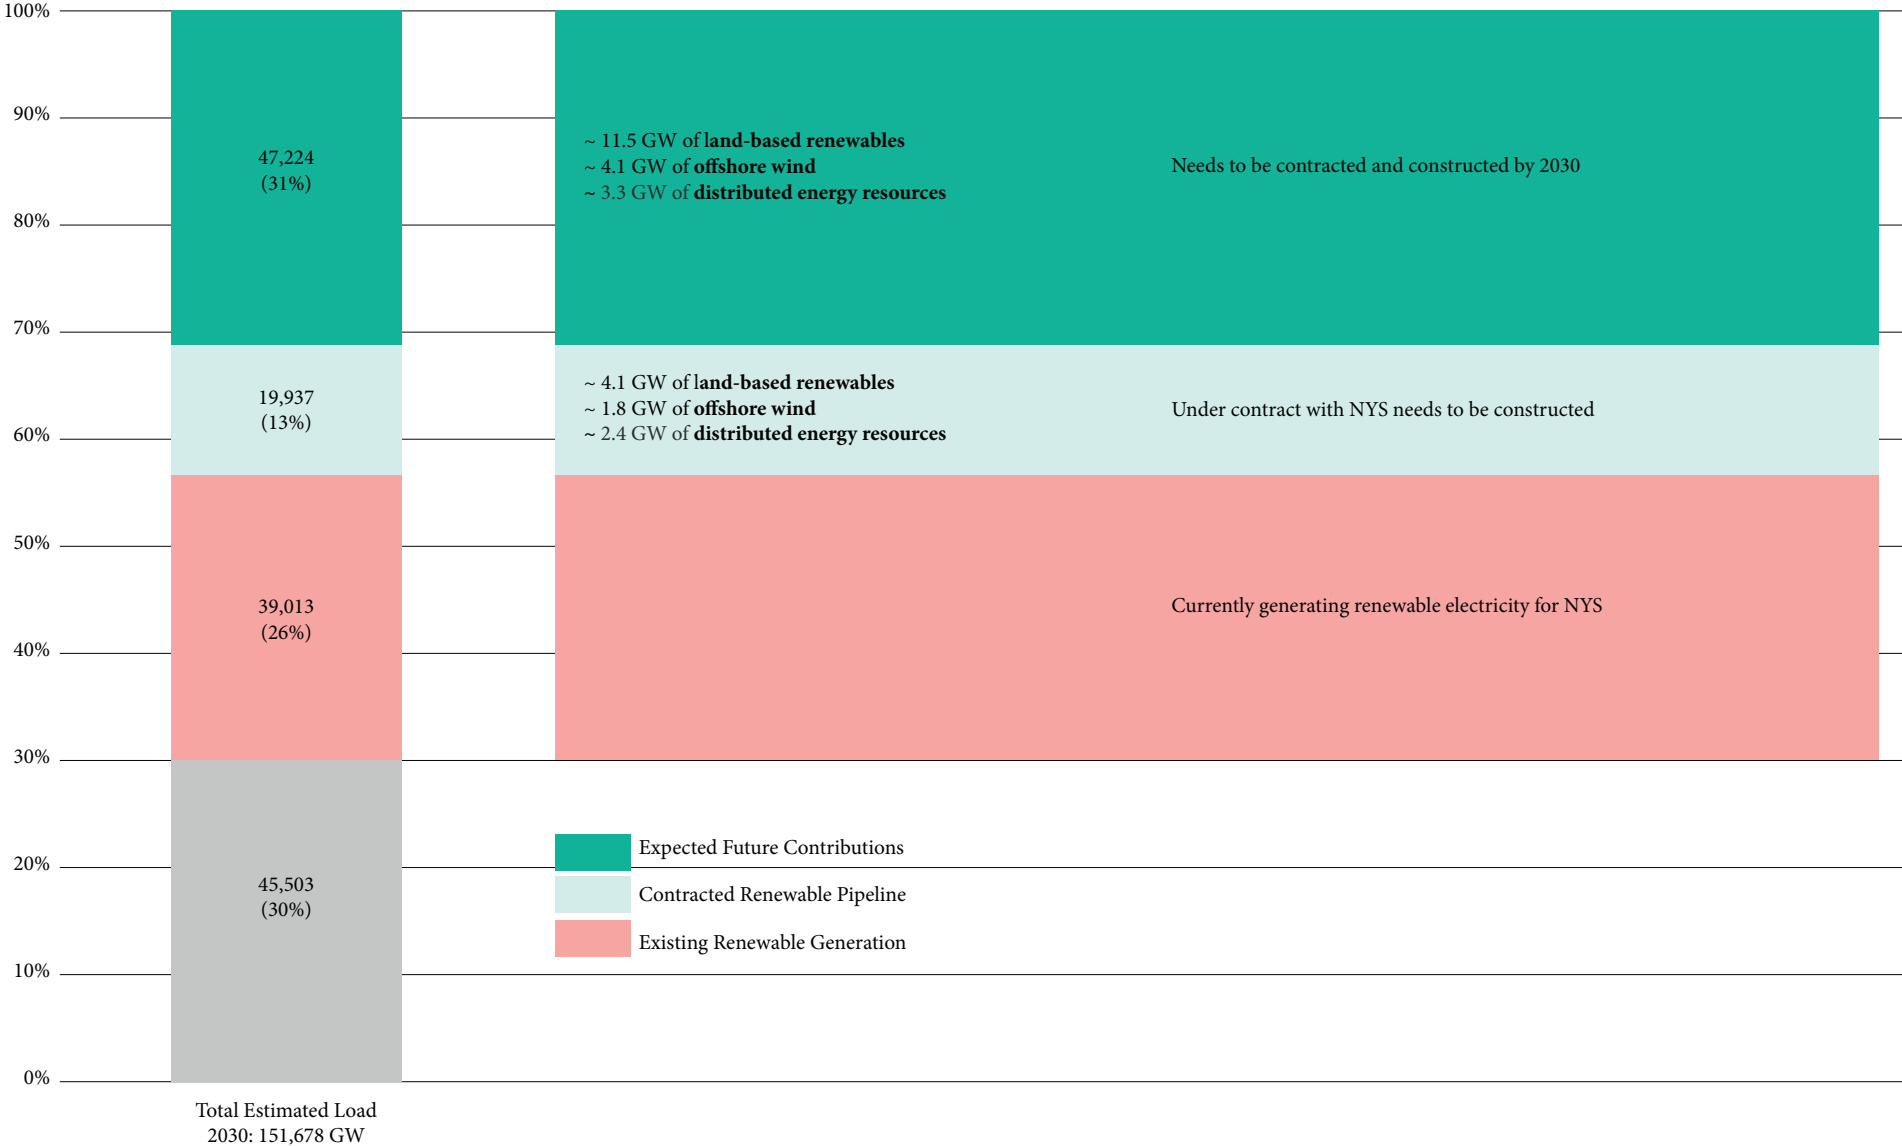 100%
90%
80%
70%
60%
50%
40%
30%
20%
10%
0%
47,224
(31%)
19,937
(13%)
39,013
(26%)
45,503
(30%)
Total Estimated Load
2030: 151,678 GW
~ 11.5 GW of land-based renewables
~ 4.1 GW of offshore wind
~ 3.3 GW of distributed energy resources
Needs to be contracted and constructed by 2030
~ 4.1 GW of land-based renewables
~ 1.8 GW of offshore wind
~ 2.4 GW of distributed energy resources
Under contract with NYS needs to be constructed
Currently generating renewable electricity for NYS
Expected Future Contributions
Contracted Renewable Pipeline
Existing Renewable Generation